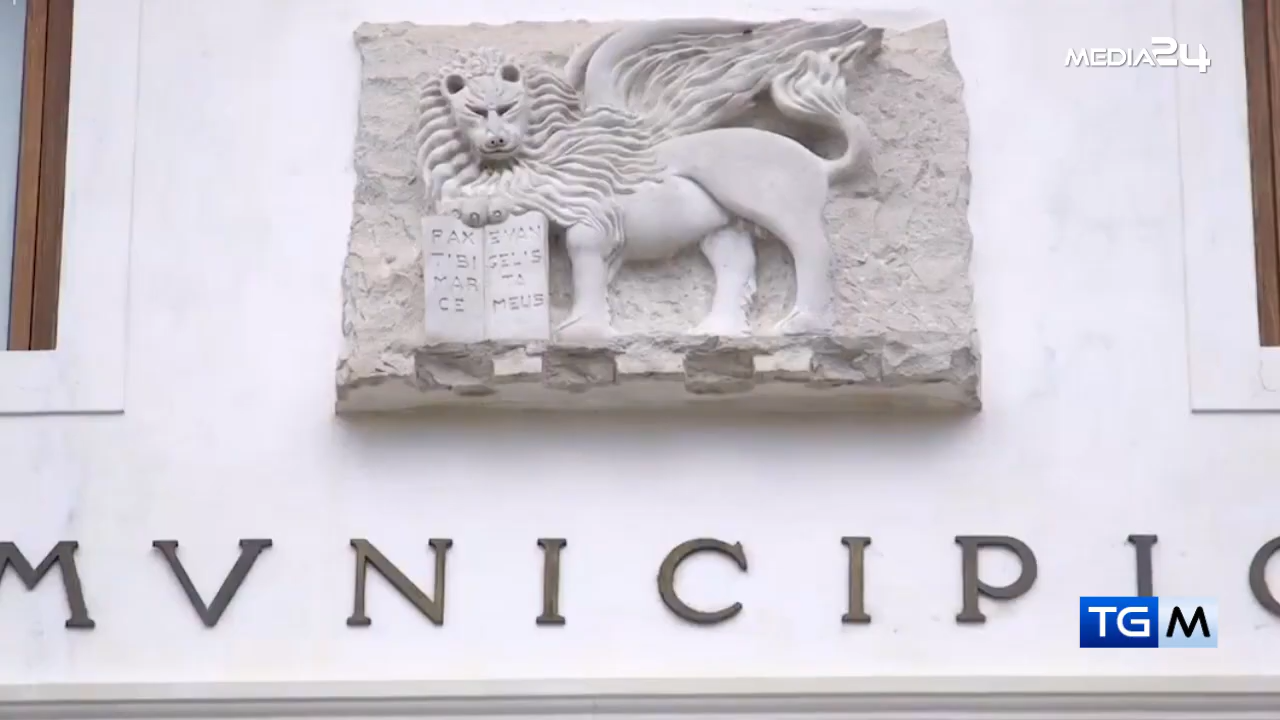 MEDIA24
PAX
TIBI
MAR
CE
EVAN
GELIS
TA
MEUS
MVNICIPIO
TGM